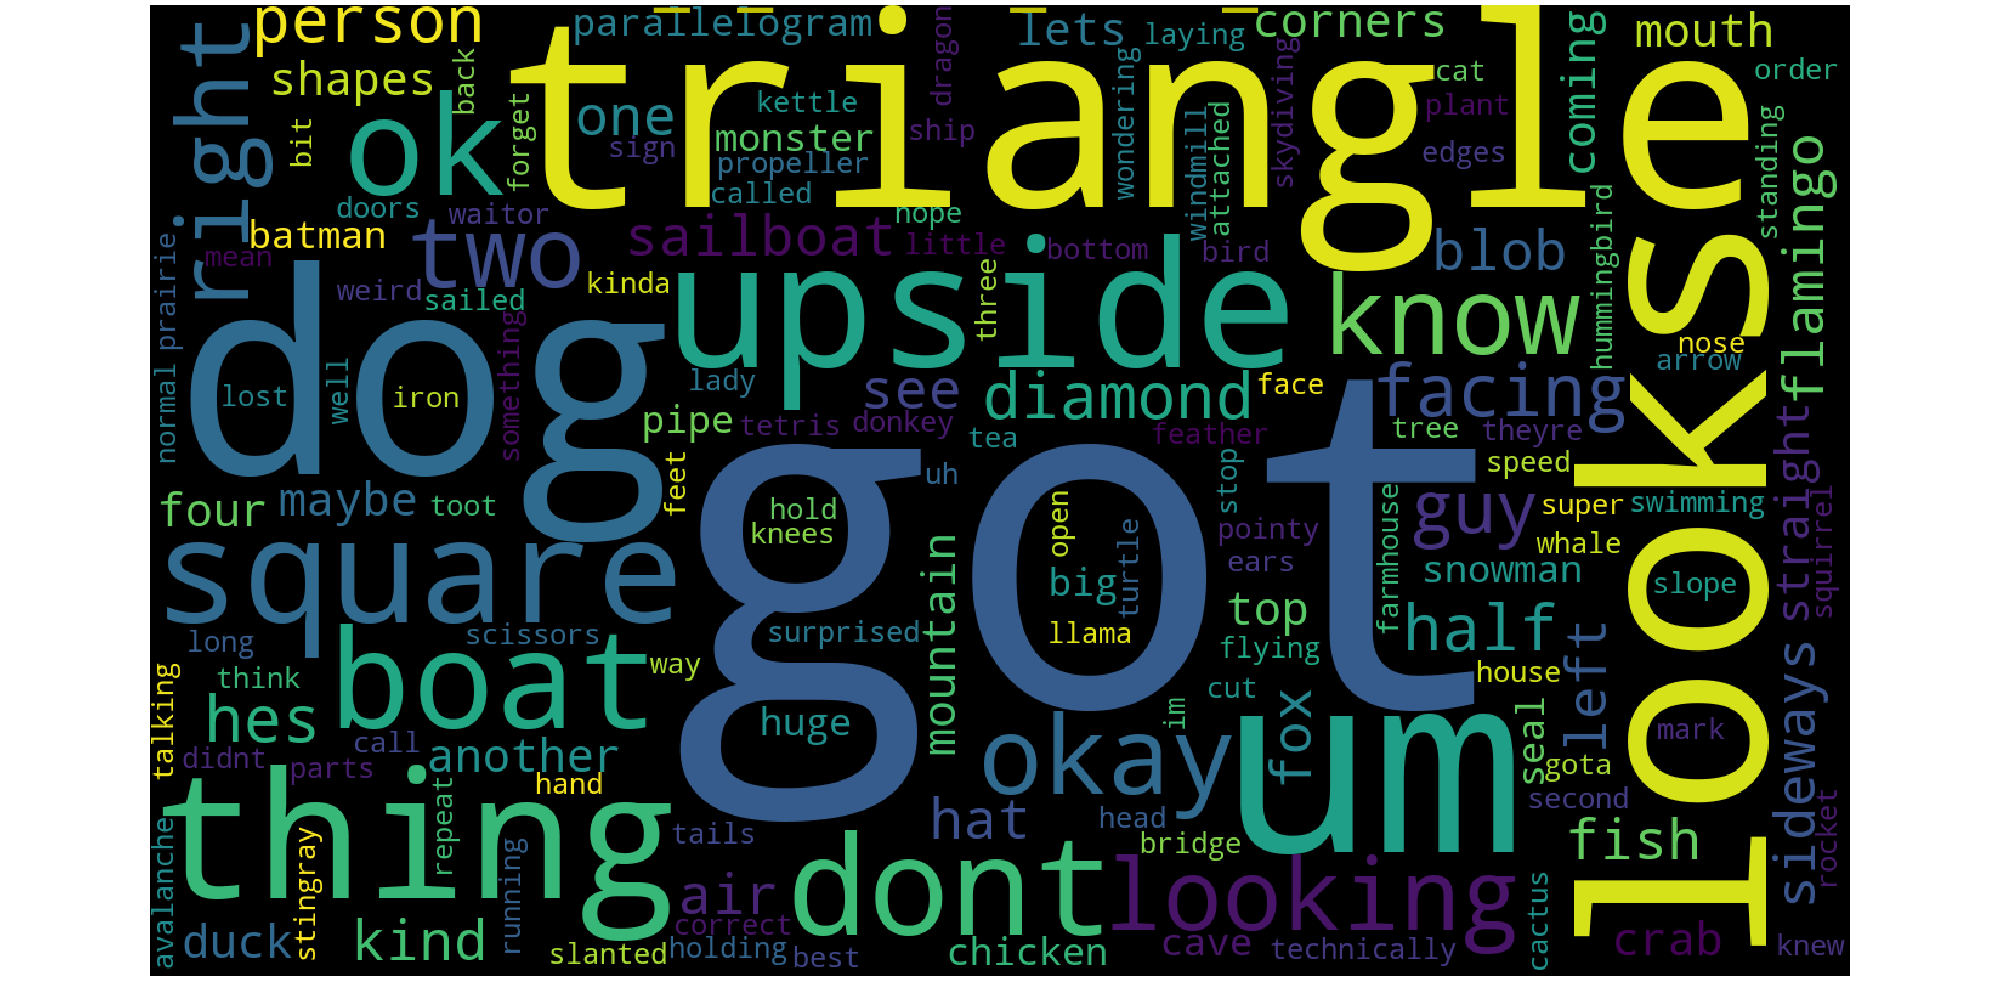 person
parallelogram
lets
laying
corners
mouth
triangle
right
shapes
back
ok
forget
bit
one
sign
kettle
monster
propeller
called
dragon
ship
wondering
windmill
attached
skydiving
cat
plant
edges
coming
order
standing
flamingo
looks
doors
waitor
batman
mean
two
weird
sailed
kinda
sailboat
hope
little
bottom
bird
blob
hummingbird
normal
prairie
dog
upside
three
know
nose
arrow
lost
well
iron
something
lady
see
diamond
face
facing
pipe
tetris
donkey
tea
feather
tree
theyre
straight
four
maybe
toot
feet
uh
got
hold
knees
open
turtle
stop
pointy
ears
speed
guy
super
swimming
squirrel
whale
square
mountain
big
llama
top
flying
farmhouse
snowman
half
slope
long
scissors
surprised
boat
way
think
talking
hes
huge
house
left
sideways
cut
im
fox
um
seal
mark
didnt
call
parts
another
okay
gota
hand
thing
repeat
hat
head
second
rocket
avalanche
stingray
running
tails
bridge
fish
air
dont
looking
cactus
duck
kind
slanted
correct
holding
best
chicken
cave
technically
crab
knew